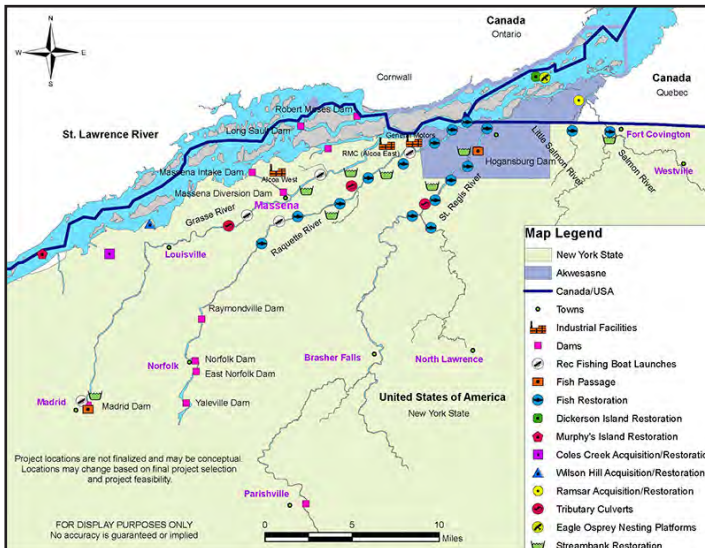 Canada
Ontario
Canada
Quebec
N
W
E
S
Cornwall
Robert Moses Dam
St. Lawrence River
Long Sault Dam
General Motors
RMC (Alcoa East)
Fort Covington
Hogansburg Dam
Little Salmon River
Salmon River
Westville
Massena Intake Dam
Alcoa West
Massena Diversion Dam
Massena
Grasse River
Raquette River
St. Regis River
Louisville
Raymondville Dam
Norfolk
Norfolk Dam
East Norfolk Dam
Brasher Falls
North Lawrence
Madrid
Madrid Dam
Yaleville Dam
United States of America
New York State
Project locations are not finalized and may be conceptual.
Locations may change based on final project selection
and project feasibility.
Parishville
FOR DISPLAY PURPOSES ONLY
No accuracy is guaranteed or implied
0
5
10
Miles
Map Legend
New York State
Akwesasne
Canada/USA
Towns
Industrial Facilities
Dams
Rec Fishing Boat Launches
Fish Passage
Fish Restoration
Dickerson Island Restoration
Murphy's Island Restoration
Coles Creek Acquisition/Restoration
Wilson Hill Acquisition/Restoration
Ramsar Acquisition/Restoration
Tributary Culverts
Eagle Osprey Nesting Platforms
Streambank Restoration